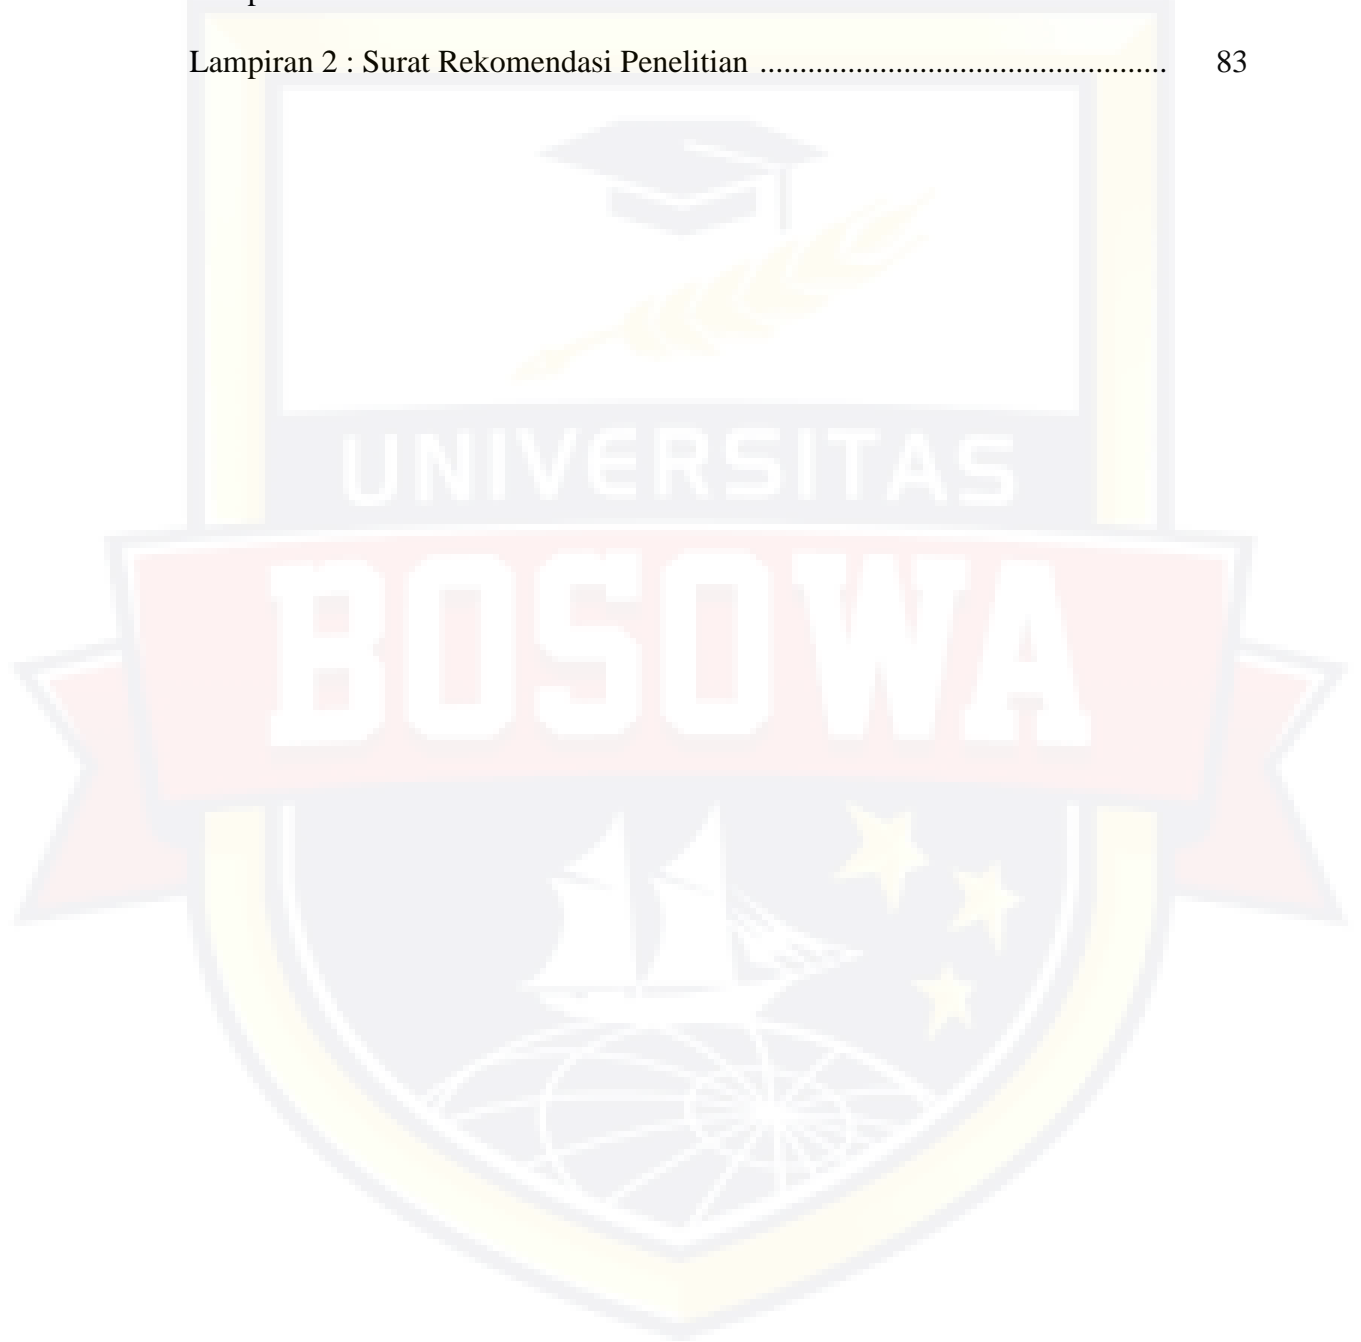 Lampiran 2 : Surat Rekomendasi Penelitian .................................................. 83
UNIVERSITAS
BOSOWA